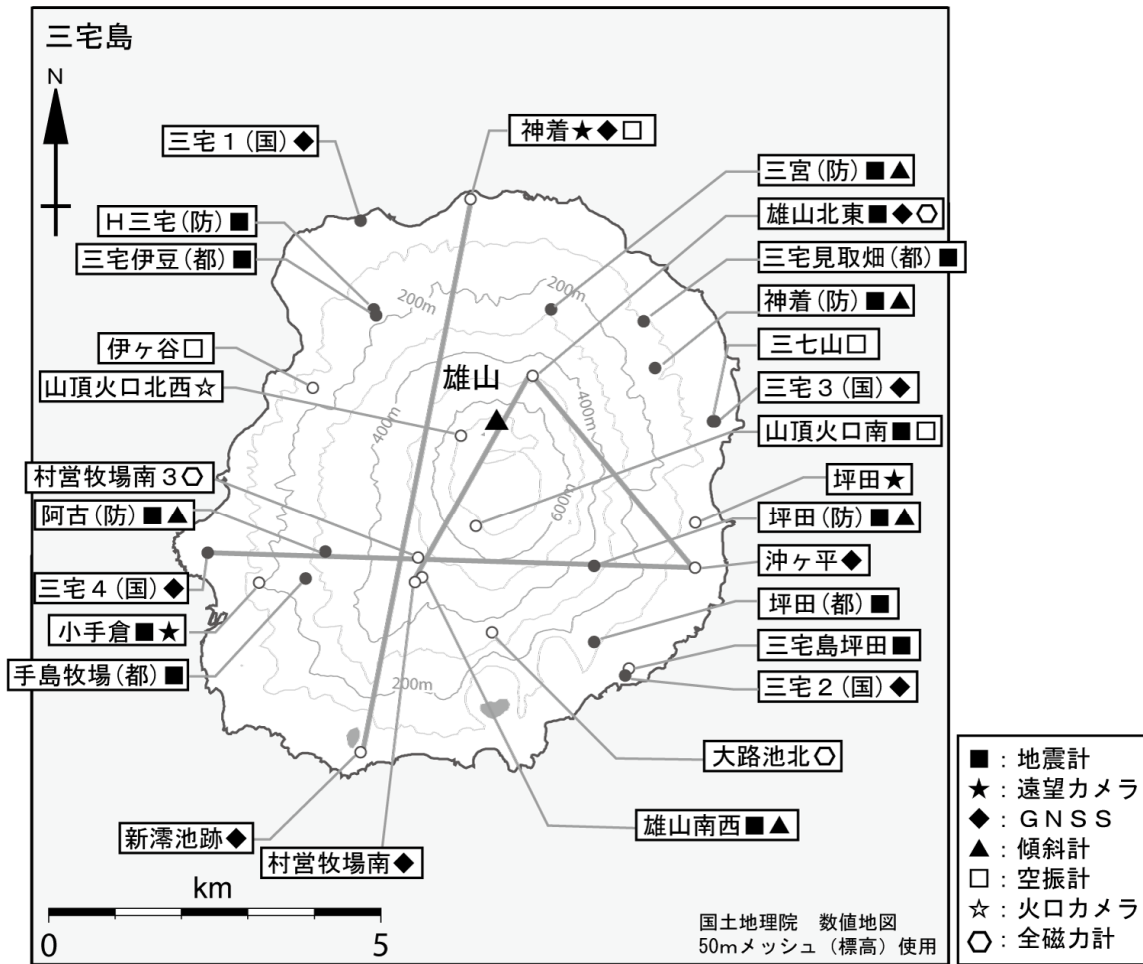 三宅島
N
神着★◆□
三宅１(国)◆
三宮(防)■▲
H三宅(防)■
雄山北東■◆⬡
三宅伊豆(都)■
三宅見取畑(都)■
200m
200m
神着(防)■▲
伊ヶ谷□
三七山□
雄山
山頂火口北西☆
三宅３(国)◆
400m
400m
山頂火口南■□
村営牧場南３⬡
坪田★
600m
阿古(防)■▲
坪田(防)■▲
沖ヶ平◆
三宅４(国)◆
坪田(都)■
小手倉■★
三宅島坪田■
手島牧場(都)■
三宅２(国)◆
200m
大路池北⬡
新澪池跡◆
雄山南西■▲
村営牧場南◆
km
0 5
国土地理院 数値地図
50mメッシュ（標高）使用
■：地震計
★：遠望カメラ
◆：ＧＮＳＳ
▲：傾斜計
□：空振計
☆：火口カメラ
⬡：全磁力計